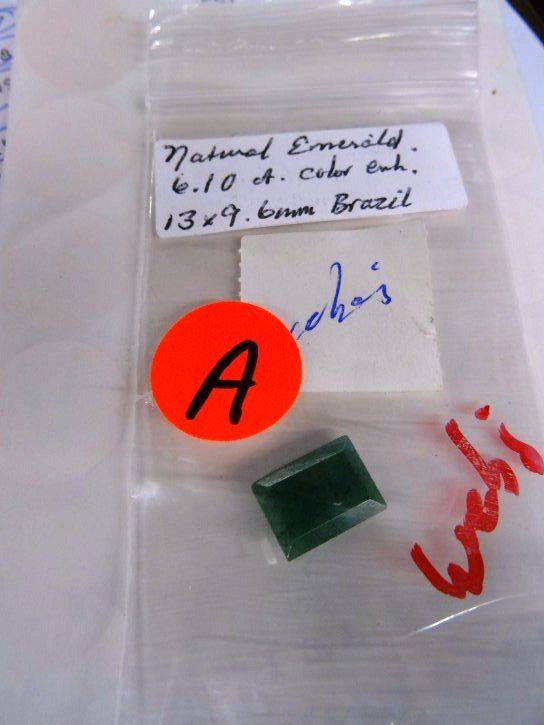 Natural Emerald.
6.10 ct. color enh.
13x9.6mm Brazil
A